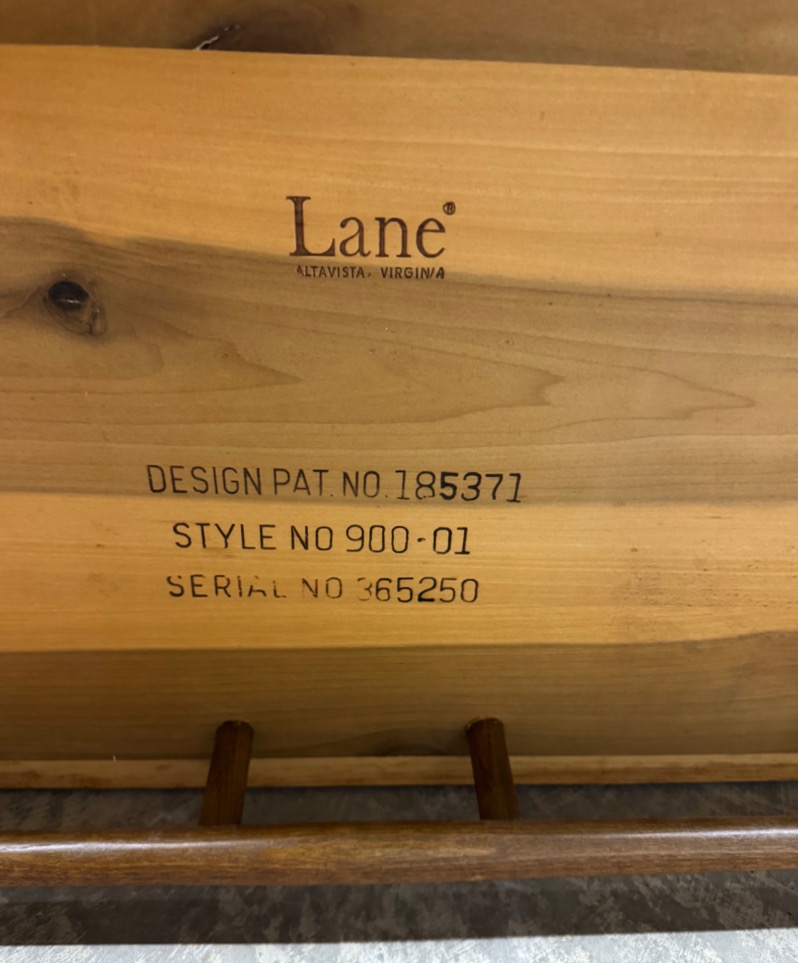 Lane®
ALTAVISTA, VIRGINIA
DESIGN PAT. NO. 185371
STYLE NO 900-01
SERIAL NO 365250